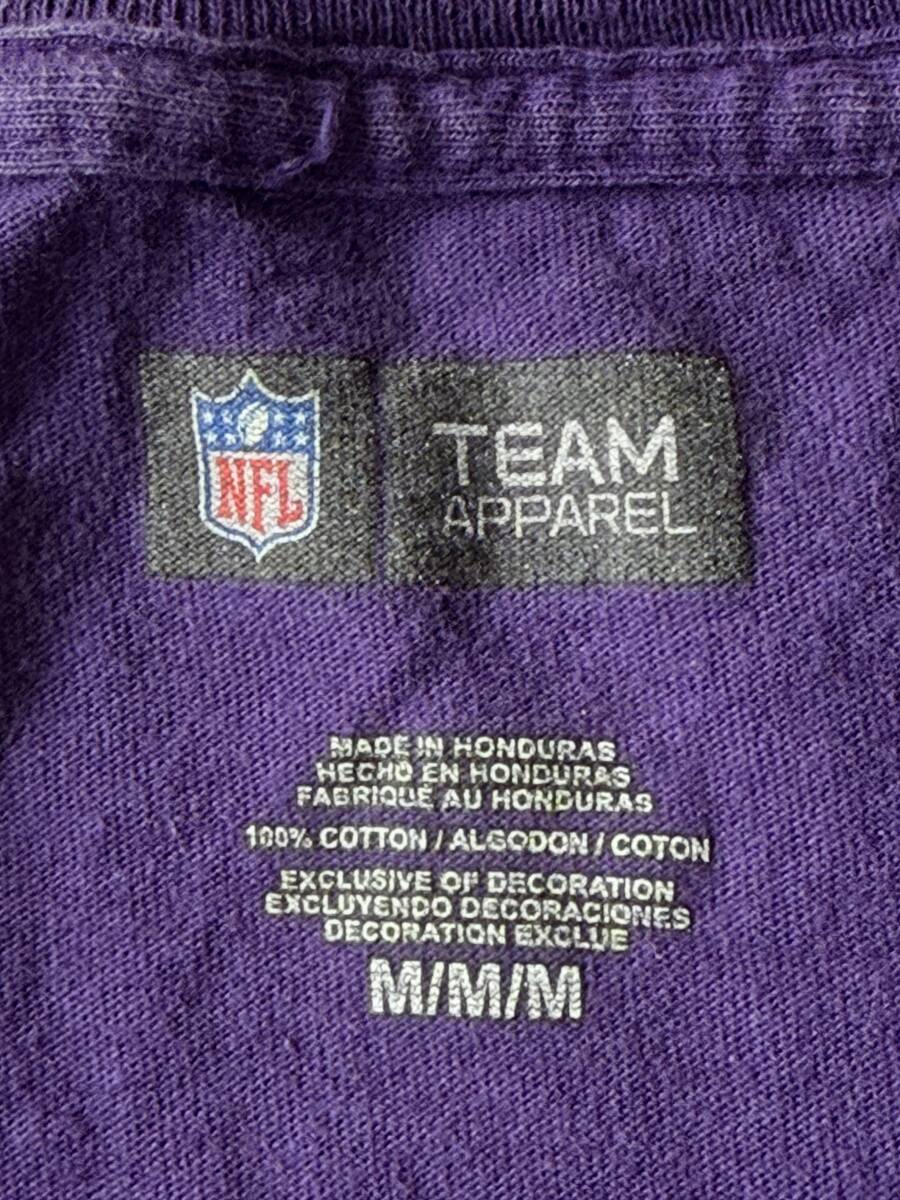 NFL
TEAM
APPAREL
MADE IN HONDURAS
HECHO EN HONDURAS
FABRIQUÉ AU HONDURAS
100% COTTON / ALGODON / COTON
EXCLUSIVE OF DECORATION
EXCLUYENDO DECORACIONES
DECORATION EXCLUE
M/M/M